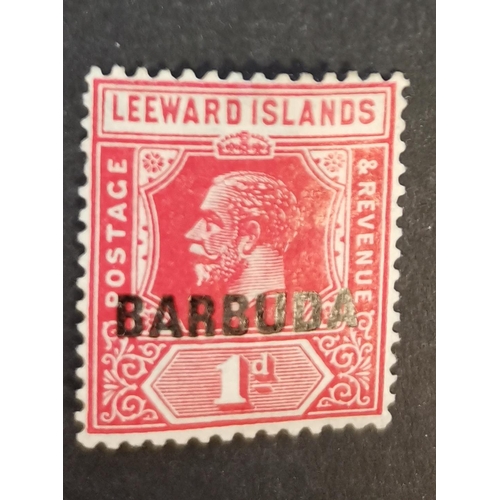 LEEWARD ISLANDS
POSTAGE
& REVENUE
BARBUDA
1d